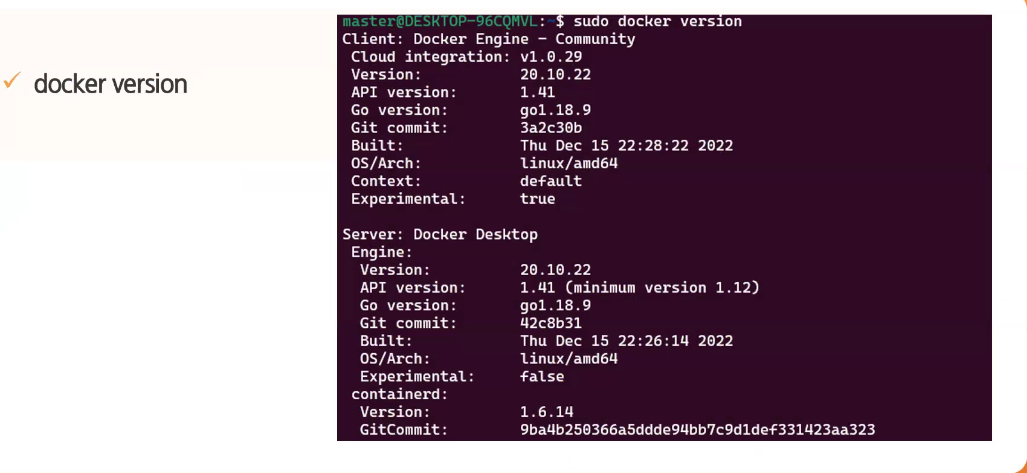 docker version
master@DESKTOP-96CQMVL:~$ sudo docker version
Client: Docker Engine - Community
Cloud integration: v1.0.29
Version: 20.10.22
API version: 1.41
Go version: go1.18.9
Git commit: 3a2c30b
Built: Thu Dec 15 22:28:22 2022
OS/Arch: linux/amd64
Context: default
Experimental: true
Server: Docker Desktop
Engine:
Version: 20.10.22
API version: 1.41 (minimum version 1.12)
Go version: go1.18.9
Git commit: 42c8b31
Built: Thu Dec 15 22:26:14 2022
OS/Arch: linux/amd64
Experimental: false
containerd:
Version: 1.6.14
GitCommit: 9ba4b250366a5ddde94bb7c9d1def331423aa323